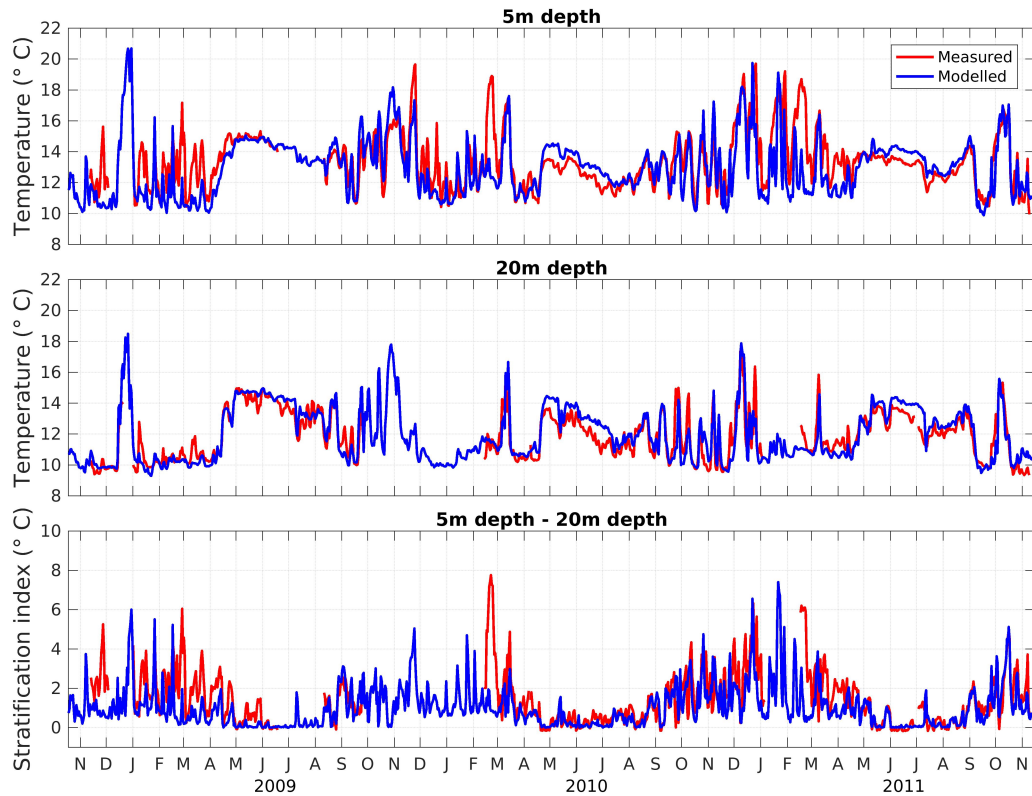 5m depth
22
20
18
16
14
12
10
8
Temperature (° C)
Measured
Modelled
20m depth
22
20
18
16
14
12
10
8
Temperature (° C)
5m depth - 20m depth
10
8
6
4
2
0
Stratification index (° C)
N D J F M A M J J A S O N D J F M A M J J A S O N D J F M A M J J A S O N
2009 2010 2011